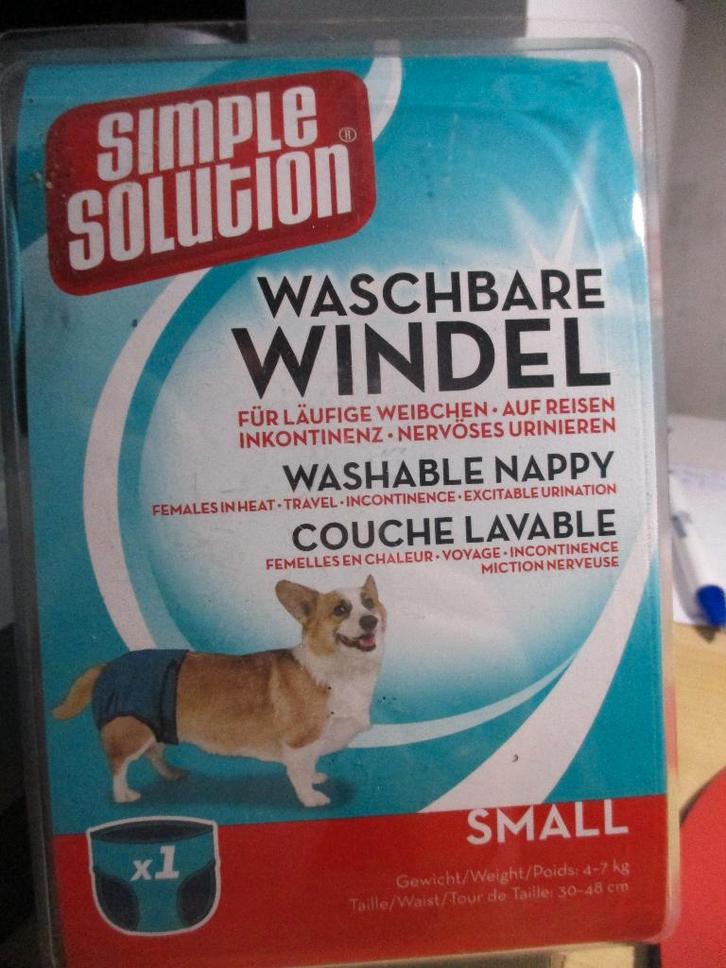 SIMPLE
SOLUTION®
WASCHBARE
WINDEL
FÜR LÄUFIGE WEIBCHEN • AUF REISEN
INKONTINENZ • NERVÖSES URINIEREN
WASHABLE NAPPY
FEMALES IN HEAT • TRAVEL • INCONTINENCE • EXCITABLE URINATION
COUCHE LAVABLE
FEMELLES EN CHALEUR • VOYAGE • INCONTINENCE
MICTION NERVEUSE
SMALL
x1
Gewicht/Weight/Poids: 4-7 kg
Taille/Waist/Tour de Taille: 30-48 cm